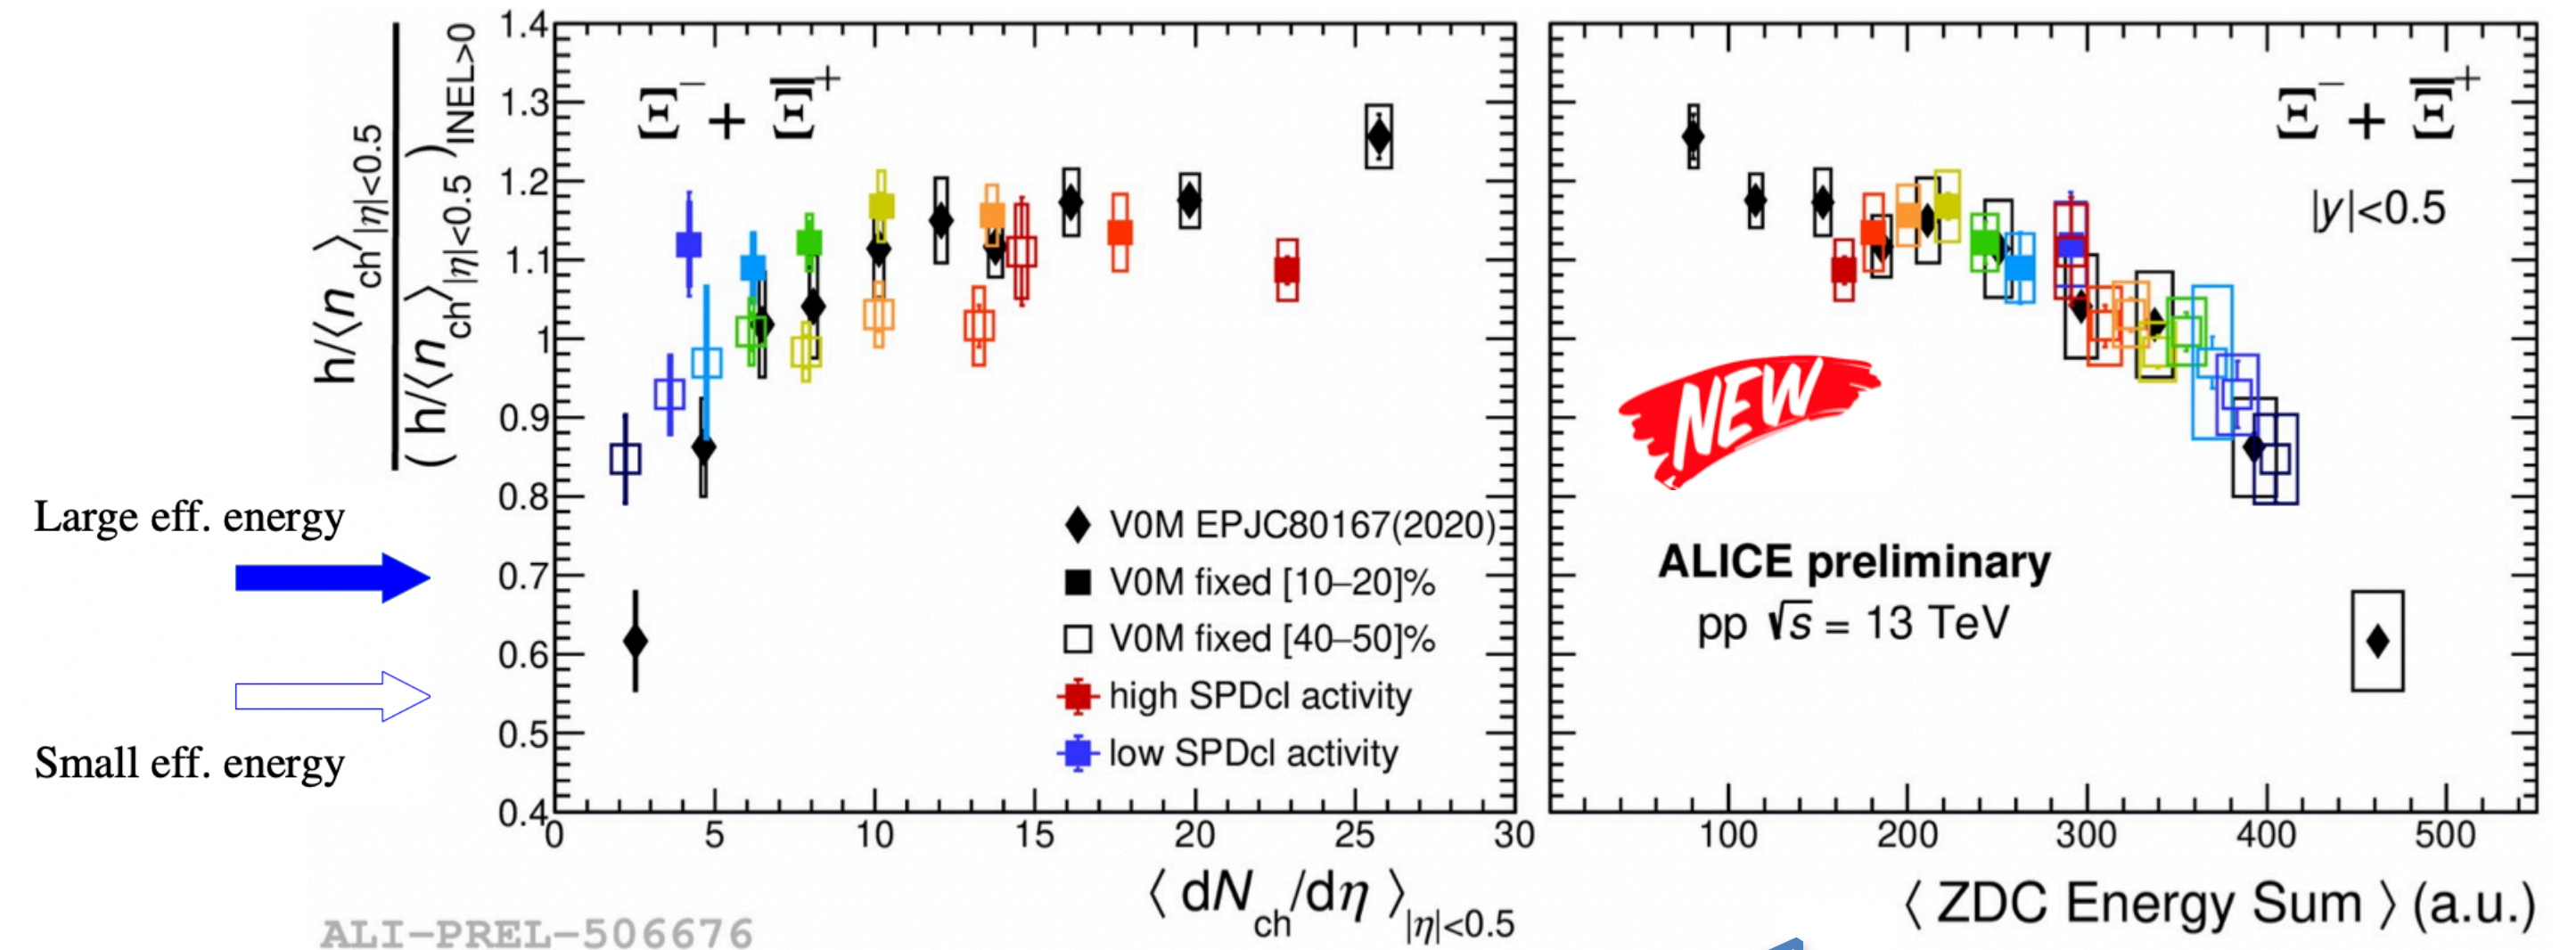 h/⟨n_ch⟩_|η|<0.5
(h/⟨n_ch⟩_|η|<0.5)_INEL>0
Large eff. energy
Small eff. energy
1.4
1.3
1.2
1.1
1
0.9
0.8
0.7
0.6
0.5
0.4
Ξ⁻ + Ξ̅⁺
V0M EPJC80167(2020)
V0M fixed [10–20]%
V0M fixed [40–50]%
high SPDcl activity
low SPDcl activity
0 5 10 15 20 25 30
⟨ dN_ch/dη ⟩_|η|<0.5
Ξ⁻ + Ξ̅⁺
|y|<0.5
NEW
ALICE preliminary
pp √s = 13 TeV
100 200 300 400 500
⟨ ZDC Energy Sum ⟩ (a.u.)
ALI-PREL-506676